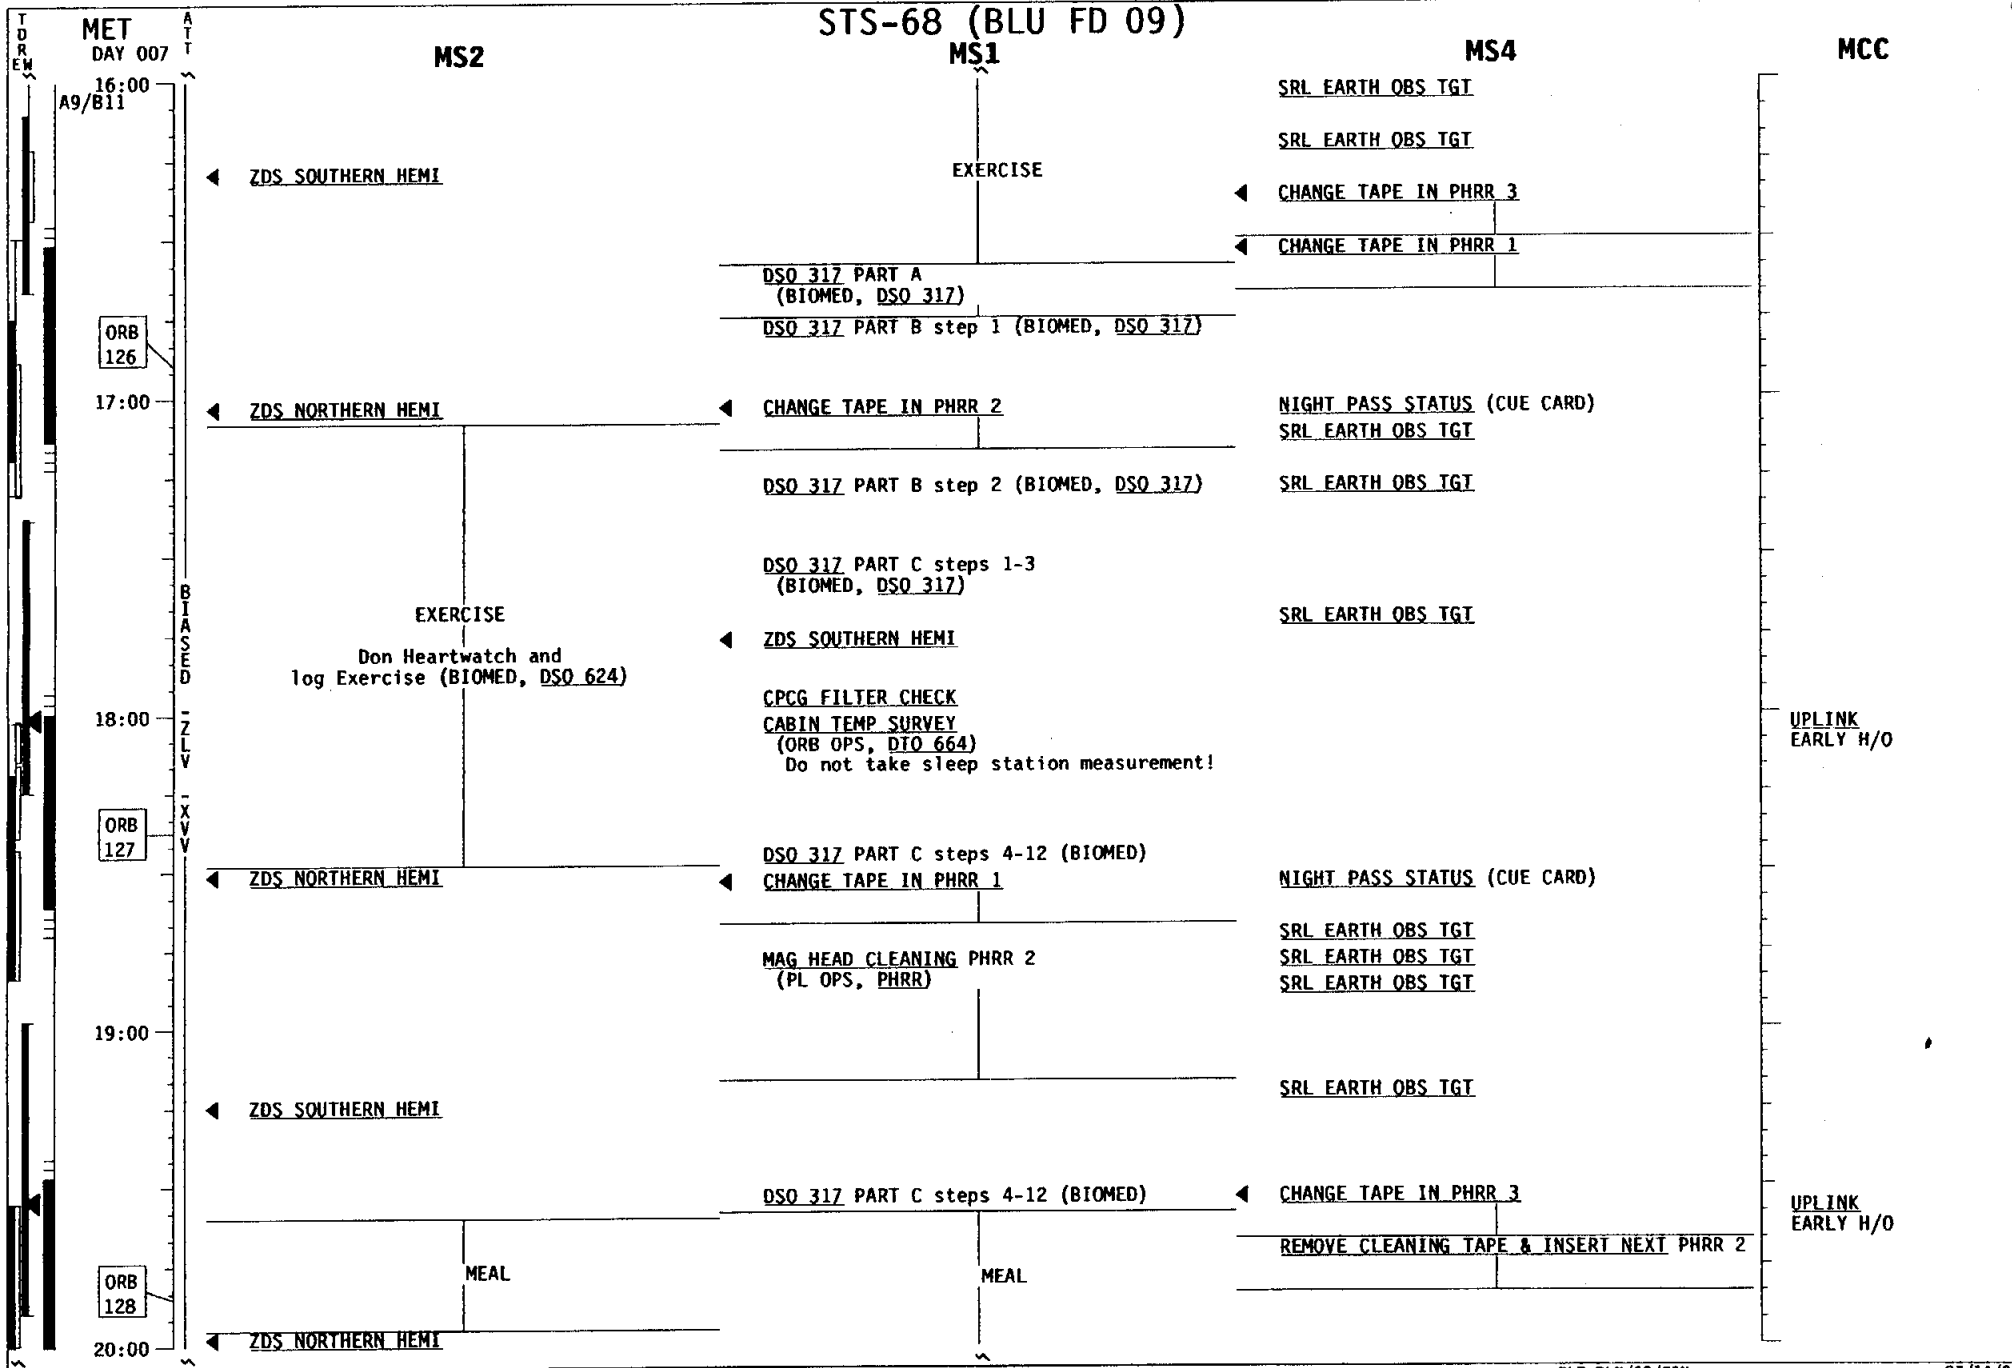 STS-68 (BLU FD 09)
TDRE W
MET
DAY 007
ATT
MS2
MS1
MS4
MCC
16:00
A9/B11
SRL EARTH OBS TGT
SRL EARTH OBS TGT
ZDS SOUTHERN HEMI
EXERCISE
CHANGE TAPE IN PHRR 3
CHANGE TAPE IN PHRR 1
DSO 317 PART A
(BIOMED, DSO 317)
DSO 317 PART B step 1 (BIOMED, DSO 317)
ORB
126
17:00
ZDS NORTHERN HEMI
CHANGE TAPE IN PHRR 2
NIGHT PASS STATUS (CUE CARD)
SRL EARTH OBS TGT
DSO 317 PART B step 2 (BIOMED, DSO 317)
SRL EARTH OBS TGT
DSO 317 PART C steps 1-3
(BIOMED, DSO 317)
BIASED -ZLV -XVV
EXERCISE
SRL EARTH OBS TGT
ZDS SOUTHERN HEMI
Don Heartwatch and
log Exercise (BIOMED, DSO 624)
CPCG FILTER CHECK
18:00
CABIN TEMP SURVEY
(ORB OPS, DTO 664)
Do not take sleep station measurement!
UPLINK
EARLY H/O
ORB
127
DSO 317 PART C steps 4-12 (BIOMED)
ZDS NORTHERN HEMI
CHANGE TAPE IN PHRR 1
NIGHT PASS STATUS (CUE CARD)
SRL EARTH OBS TGT
MAG HEAD CLEANING PHRR 2
(PL OPS, PHRR)
SRL EARTH OBS TGT
SRL EARTH OBS TGT
19:00
SRL EARTH OBS TGT
ZDS SOUTHERN HEMI
DSO 317 PART C steps 4-12 (BIOMED)
CHANGE TAPE IN PHRR 3
UPLINK
EARLY H/O
REMOVE CLEANING TAPE & INSERT NEXT PHRR 2
MEAL
MEAL
ORB
128
20:00
ZDS NORTHERN HEMI